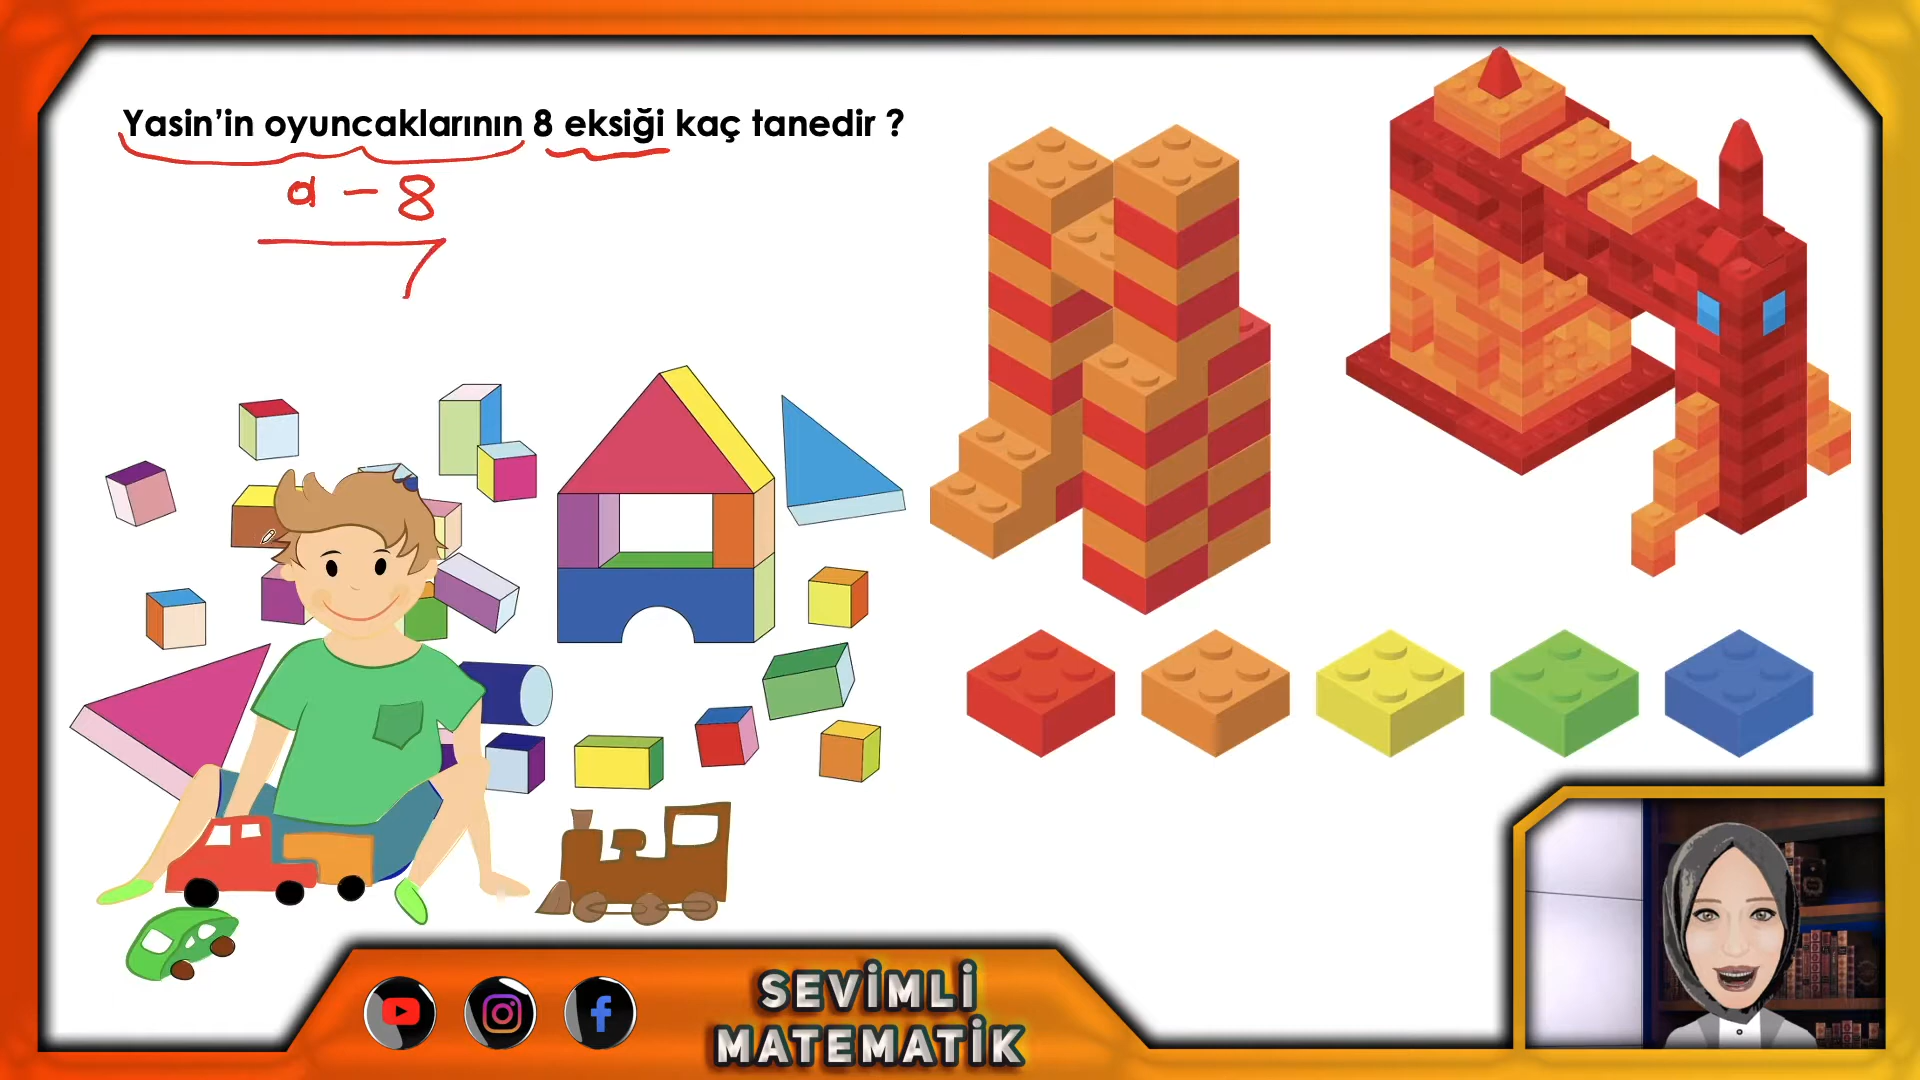 Yasin'in oyuncaklarının 8 eksiği kaç tanedir ?
a - 8
SEVİMLİ
MATEMATİK